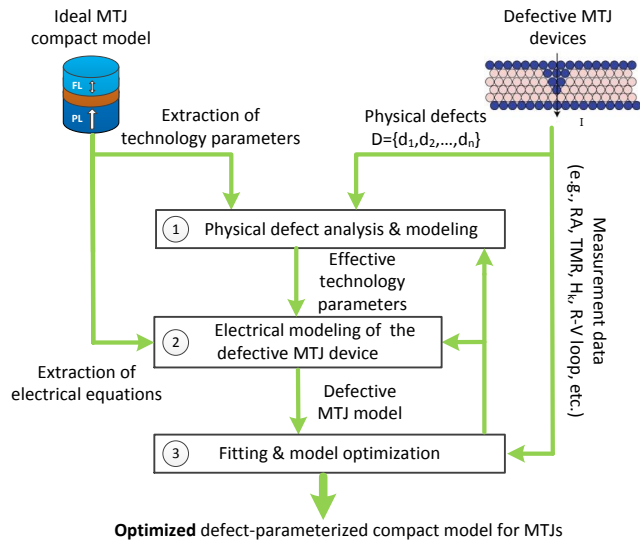 Ideal MTJ
compact model
Defective MTJ
devices
FL
PL
I
Extraction of
technology parameters
Physical defects
D={d1,d2,...,dn}
Measurement data
(e.g., RA, TMR, Hk, R-V loop, etc.)
1 Physical defect analysis & modeling
Effective
technology
parameters
2 Electrical modeling of the
defective MTJ device
Extraction of
electrical equations
Defective
MTJ model
3 Fitting & model optimization
Optimized defect-parameterized compact model for MTJs